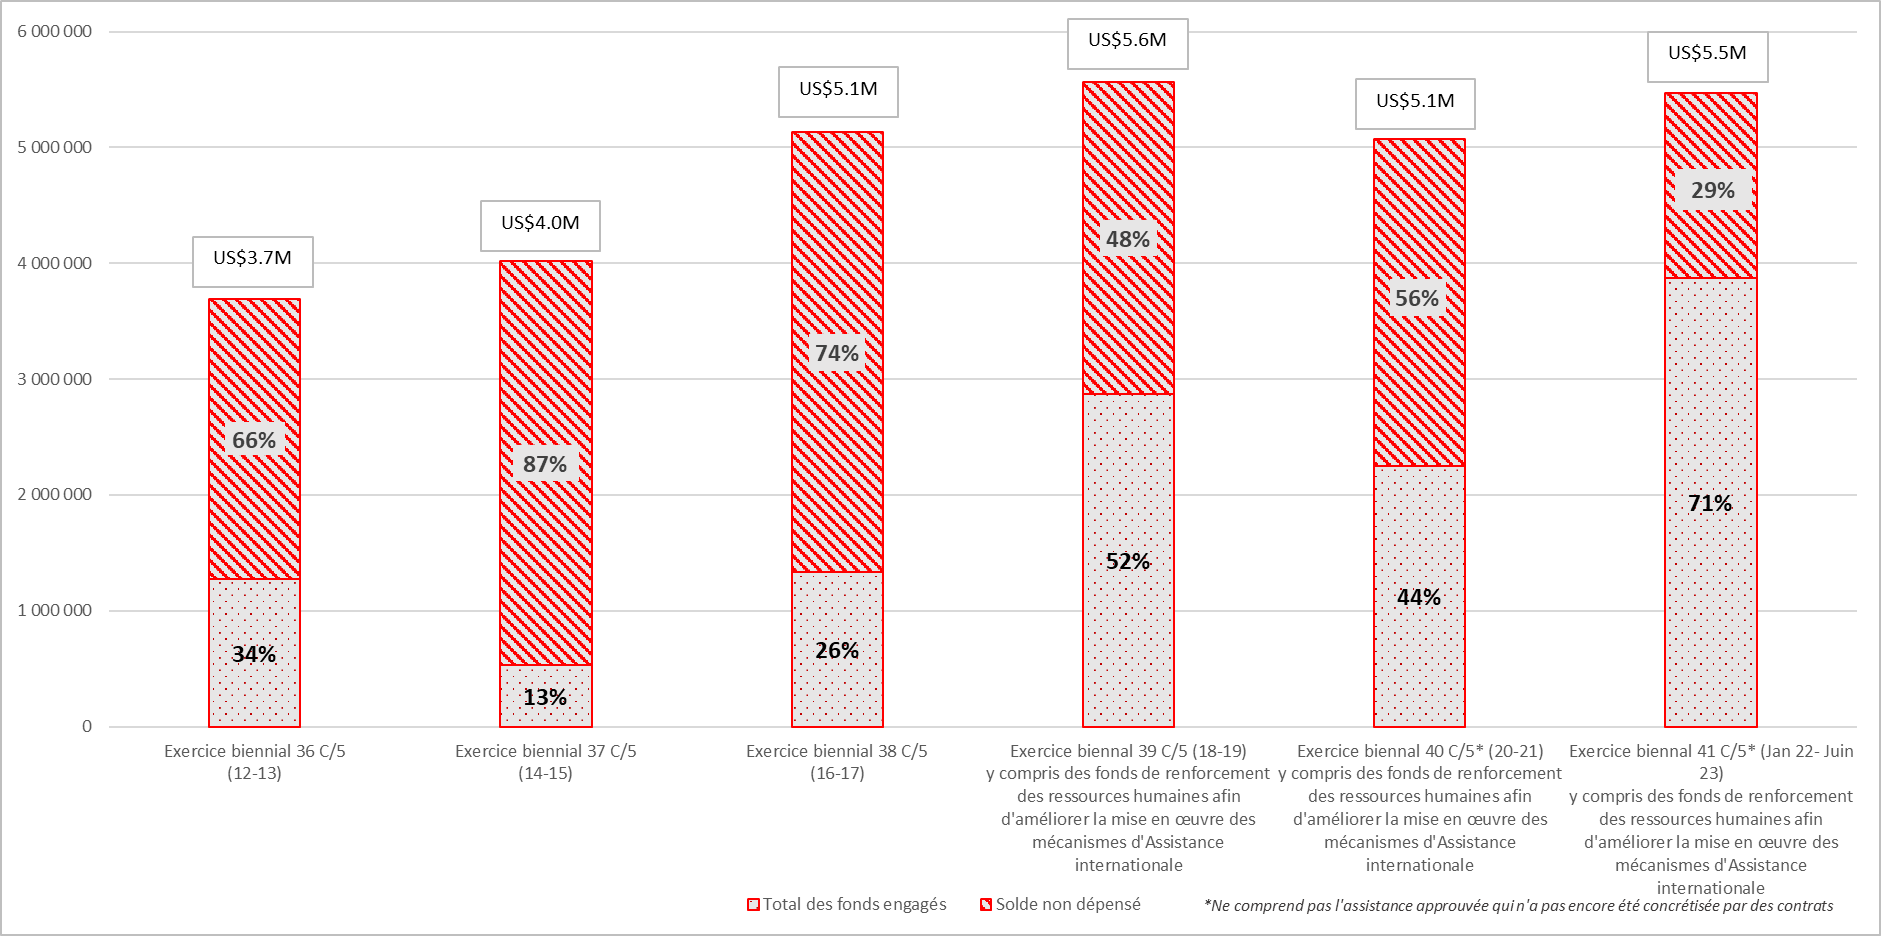 6 000 000
5 000 000
4 000 000
3 000 000
2 000 000
1 000 000
0
US$3.7M
66%
34%
US$4.0M
87%
13%
US$5.1M
74%
26%
US$5.6M
48%
52%
US$5.1M
56%
44%
US$5.5M
29%
71%
Exercice biennial 36 C/5
(12-13)
Exercice biennial 37 C/5
(14-15)
Exercice biennial 38 C/5
(16-17)
Exercice biennal 39 C/5 (18-19)
y compris des fonds de renforcement
des ressources humaines afin
d'améliorer la mise en œuvre des
mécanismes d'Assistance
internationale
Exercice biennal 40 C/5* (20-21)
y compris des fonds de renforcement
des ressources humaines afin
d'améliorer la mise en œuvre des
mécanismes d'Assistance
internationale
Exercice biennal 41 C/5* (Jan 22- Juin
23)
y compris des fonds de renforcement
des ressources humaines afin
d'améliorer la mise en œuvre des
mécanismes d'Assistance
internationale
Total des fonds engagés
Solde non dépensé
*Ne comprend pas l'assistance approuvée qui n'a pas encore été concrétisée par des contrats